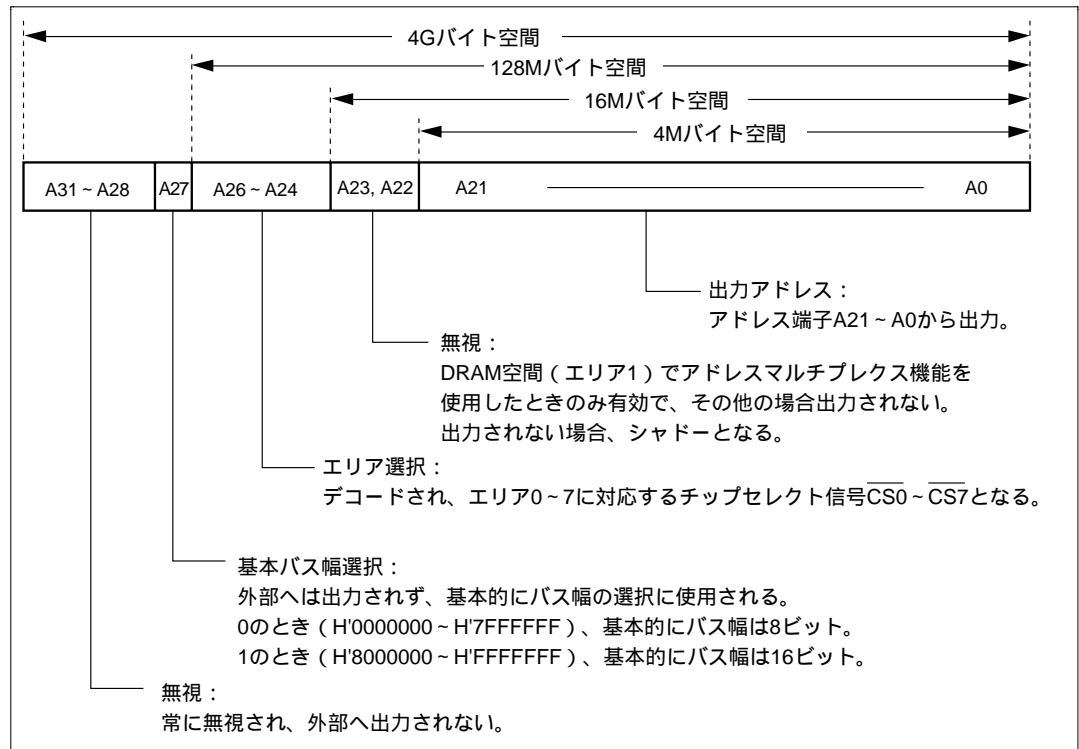 4Gバイト空間
128Mバイト空間
16Mバイト空間
4Mバイト空間
A31~A28 A27 A26~A24 A23, A22 A21 A0
出力アドレス：
アドレス端子A21~A0から出力。
無視：
DRAM空間（エリア1）でアドレスマルチプレクス機能を
使用したときのみ有効で、その他の場合出力されない。
出力されない場合、シャドーとなる。
エリア選択：
デコードされ、エリア0~7に対応するチップセレクト信号C̅S̅0̅~C̅S̅7̅となる。
基本バス幅選択：
外部へは出力されず、基本的にバス幅の選択に使用される。
0のとき（H'0000000~H'7FFFFFF）、基本的にバス幅は8ビット。
1のとき（H'8000000~H'FFFFFFF）、基本的にバス幅は16ビット。
無視：
常に無視され、外部へ出力されない。